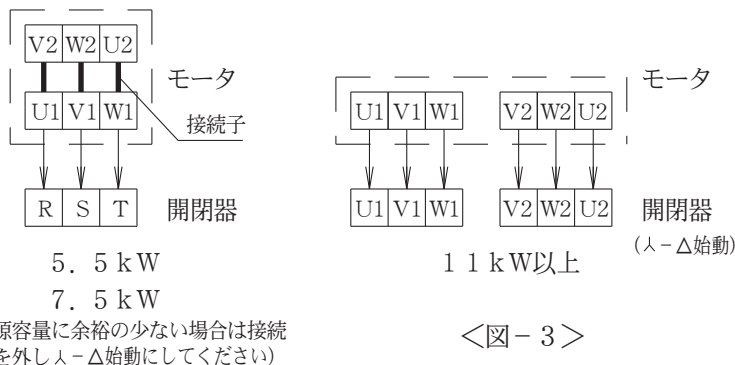 V2 W2 U2
モータ
U1 V1 W1
接続子
R S T
開閉器
5．5kW
7．5kW
源容量に余裕の少ない場合は接続
を外し人−△始動にしてください）
モータ
U1 V1 W1 V2 W2 U2
U1 V1 W1 V2 W2 U2
開閉器
（人−△始動）
11kW以上
＜図−3＞